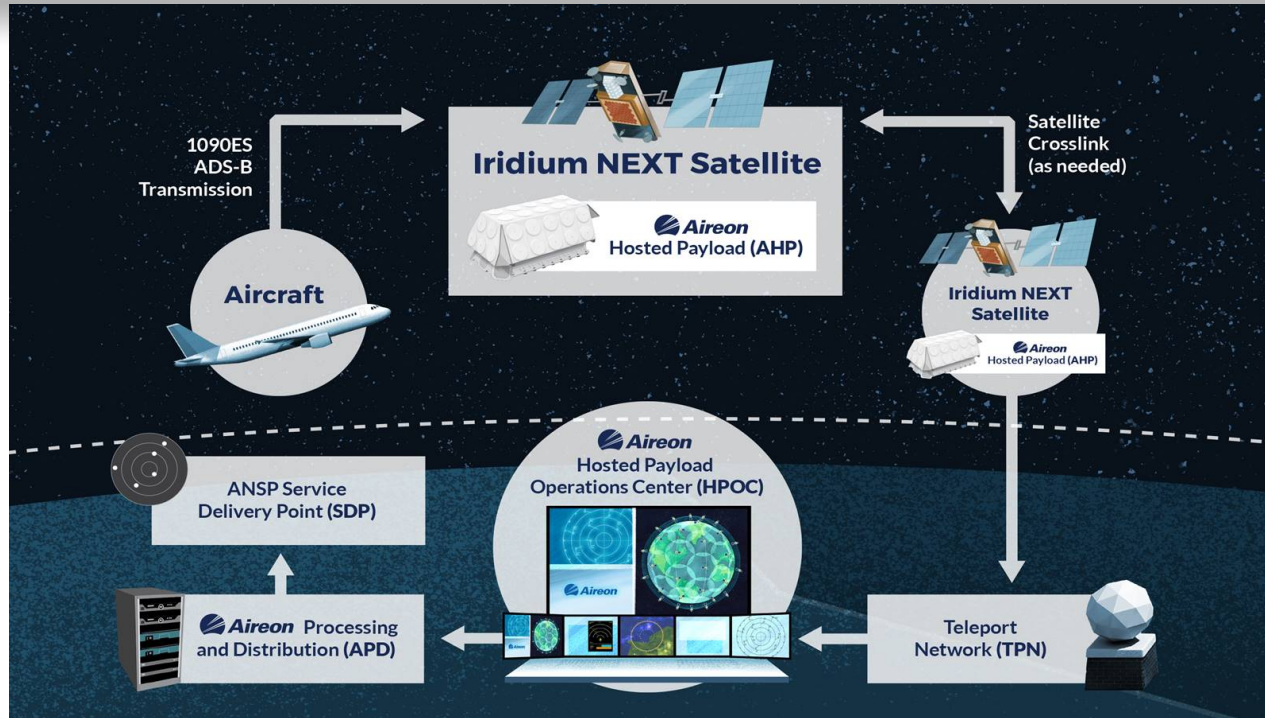 1090ES
ADS-B
Transmission
Iridium NEXT Satellite
Aireon
Hosted Payload (AHP)
Satellite
Crosslink
(as needed)
Aircraft
Iridium NEXT
Satellite
Aireon
Hosted Payload (AHP)
Aireon
Hosted Payload
Operations Center (HPOC)
Aireon
Aireon
ANSP Service
Delivery Point (SDP)
Aireon Processing
and Distribution (APD)
Teleport
Network (TPN)